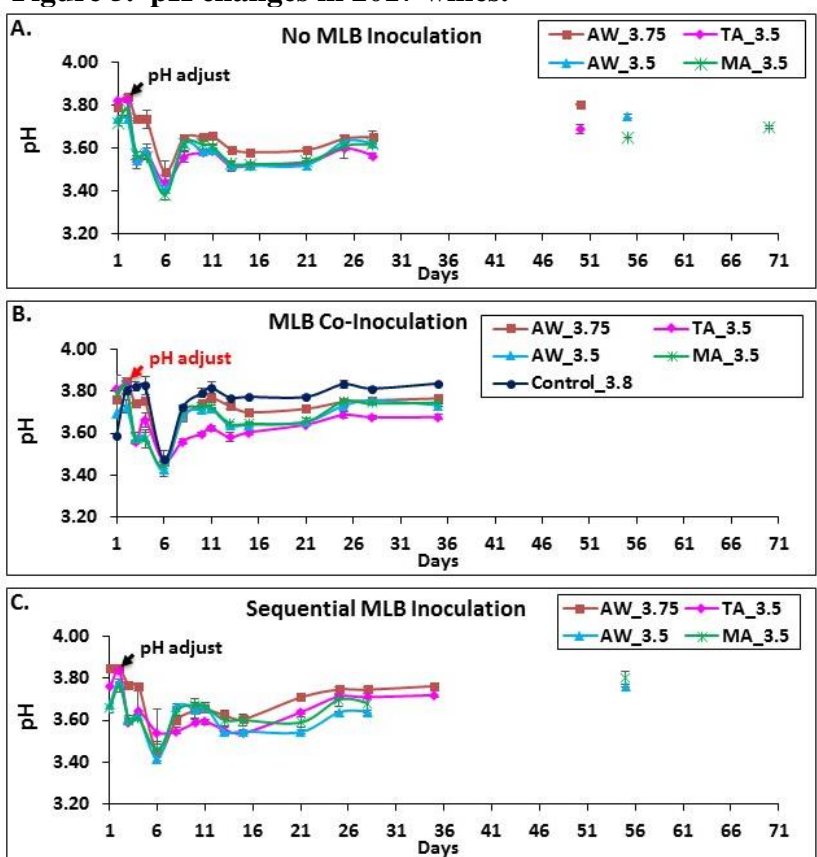 Figure pH changes in wines.
A.
No MLB Inoculation
AW_3.75 TA_3.5
AW_3.5 MA_3.5
pH adjust
pH
4.00
3.80
3.60
3.40
3.20
1 6 11 16 21 26 31 36 41 46 51 56 61 66 71
Days
B.
MLB Co-Inoculation
AW_3.75 TA_3.5
AW_3.5 MA_3.5
Control_3.8
pH adjust
pH
4.00
3.80
3.60
3.40
3.20
1 6 11 16 21 26 31 36 41 46 51 56 61 66 71
Days
C.
Sequential MLB Inoculation
AW_3.75 TA_3.5
AW_3.5 MA_3.5
pH adjust
pH
4.00
3.80
3.60
3.40
3.20
1 6 11 16 21 26 31 36 41 46 51 56 61 66 71
Days